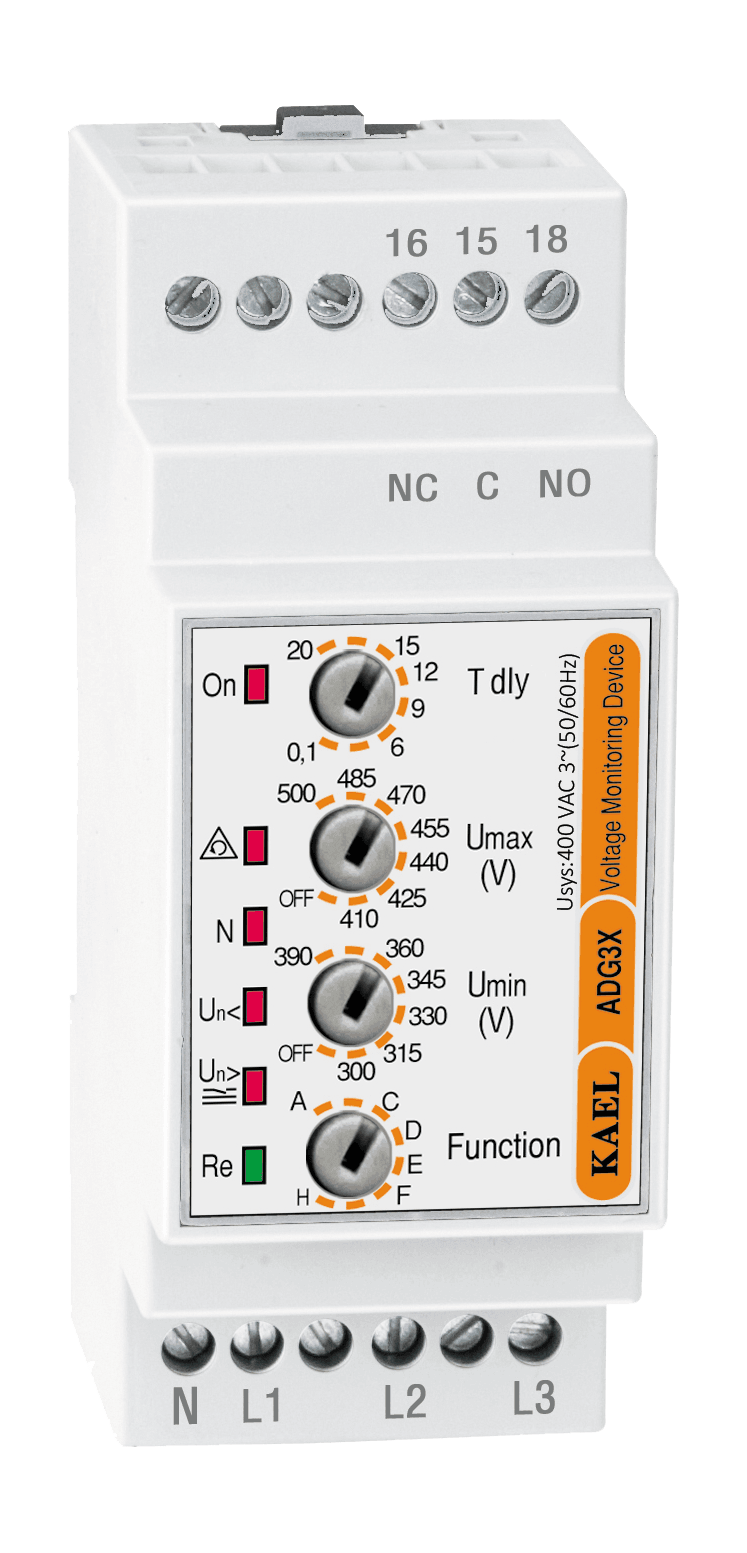 16 15 18
NC C NO
On
20 15
12
9
6
0,1
T dly
500 485 470
455
440
425
410
OFF
Umax
(V)
N
390 360
345
330
315
300
OFF
Umin
(V)
Un<
Un>
A C
D
E
F
H
Function
Re
Usys:400 VAC 3~(50/60Hz)
Voltage Monitoring Device
ADG3X
KAEL
N L1 L2 L3